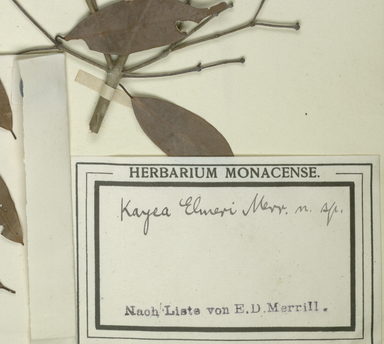 HERBARIUM MONACENSE.
Kayea Elmeri Merr. n. sp.
Nach Liste von E.D.Merrill.